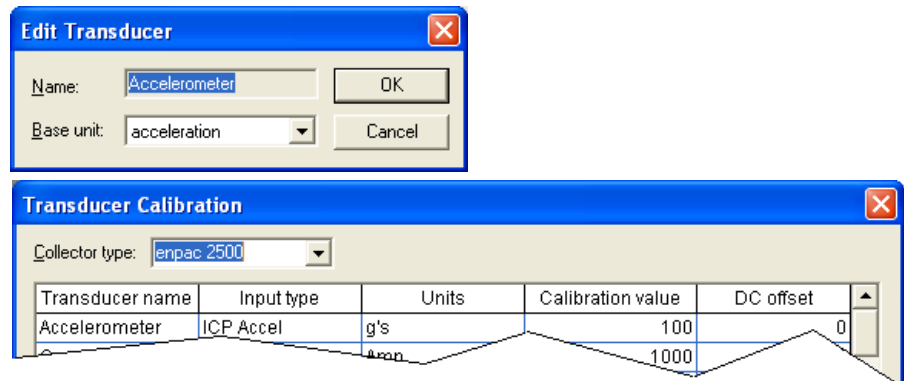 Edit Transducer
Name: Accelerometer OK
Base unit: acceleration Cancel
Transducer Calibration
Collector type: enpac 2500
Transducer name Input type Units Calibration value DC offset
Accelerometer ICP Accel g's 100 0
Amp 1000